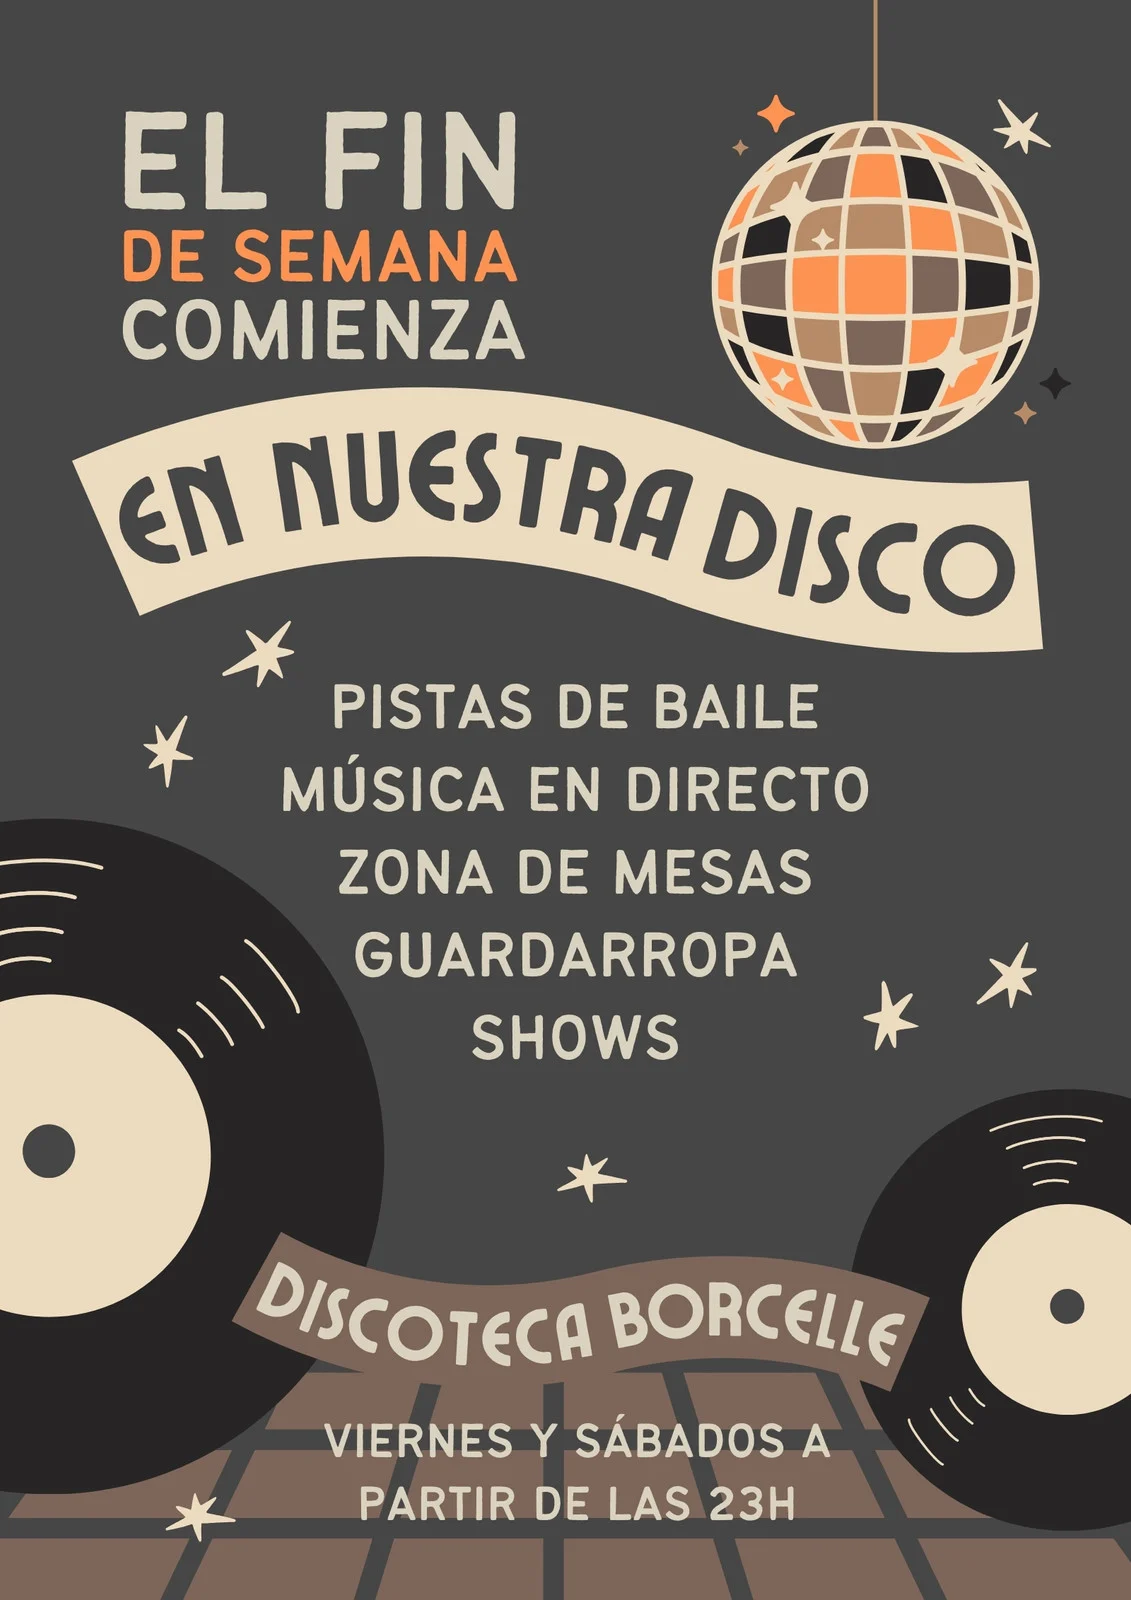 EL FIN
DE SEMANA
COMIENZA
EN NUESTRA DISCO
PISTAS DE BAILE
MÚSICA EN DIRECTO
ZONA DE MESAS
GUARDARROPA
SHOWS
DISCOTECA BORCELLE
VIERNES Y SÁBADOS A
PARTIR DE LAS 23H